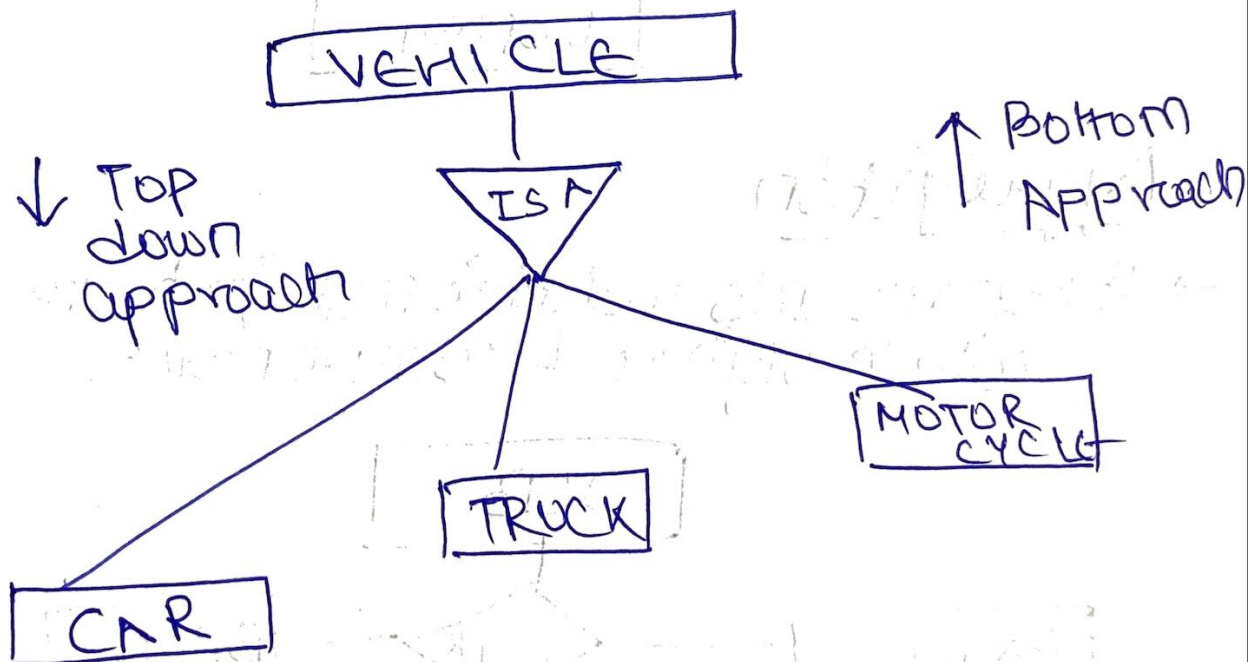 VEHICLE
↓ Top
down
approach
ISA
↑ Bottom
Approach
MOTOR
CYCLE
TRUCK
CAR